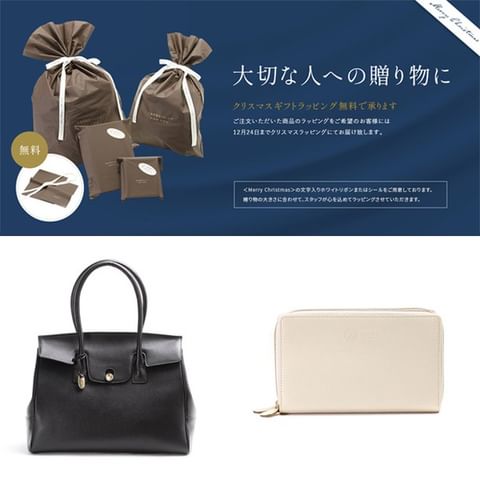 Merry Christmas
大切な人への贈り物に
クリスマスギフトラッピング無料で承ります
ご注文いただいた商品のラッピングをご希望のお客様には
12月24日までクリスマスラッピングにてお届け致します。
無料
<Merry Christmas>の文字入りホワイトリボンまたはシールをご用意しております。
贈り物の大きさに合わせて、スタッフが心を込めてラッピングさせていただきます。